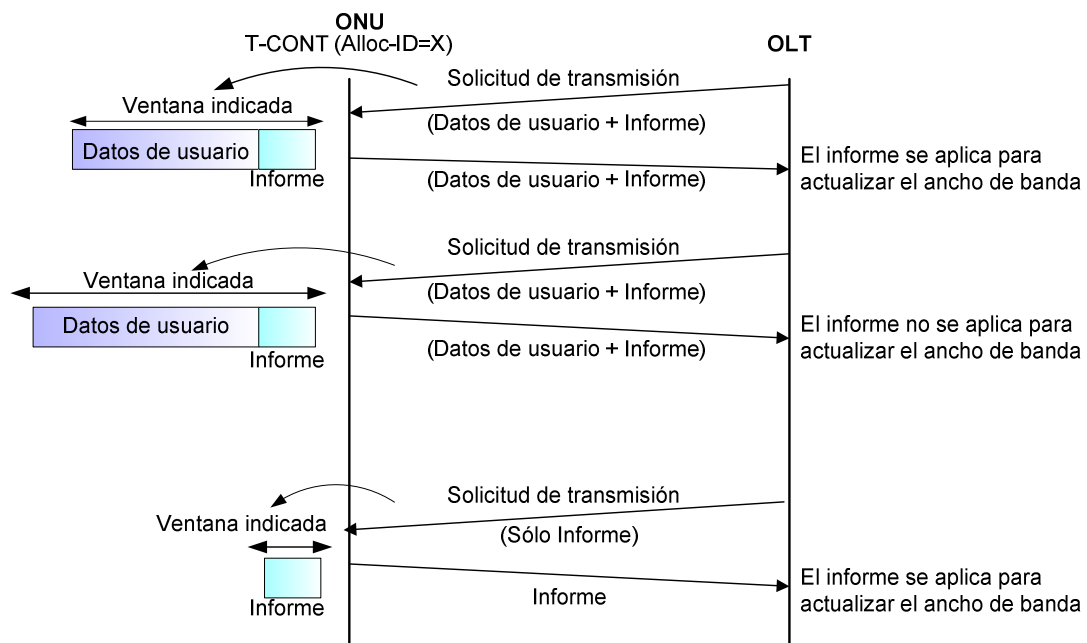 ONU
T-CONT (Alloc-ID=X)
OLT
Solicitud de transmisión
Ventana indicada
(Datos de usuario + Informe)
Datos de usuario
Informe
(Datos de usuario + Informe)
El informe se aplica para
actualizar el ancho de banda
Solicitud de transmisión
Ventana indicada
(Datos de usuario + Informe)
Datos de usuario
Informe
(Datos de usuario + Informe)
El informe no se aplica para
actualizar el ancho de banda
Solicitud de transmisión
Ventana indicada
(Sólo Informe)
Informe
Informe
El informe se aplica para
actualizar el ancho de banda